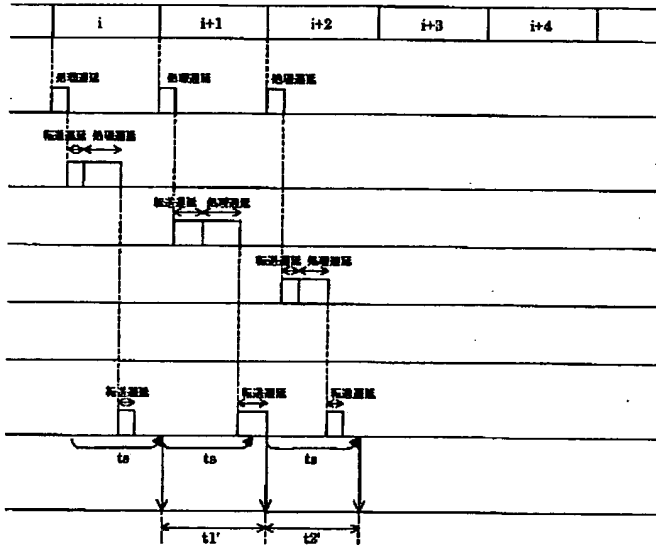 i i+1 i+2 i+3 i+4
処理遅延 処理遅延 処理遅延
転送遅延 処理遅延
転送遅延 処理遅延
転送遅延 処理遅延
転送遅延 転送遅延 転送遅延
ts ts ts
t1' t2'